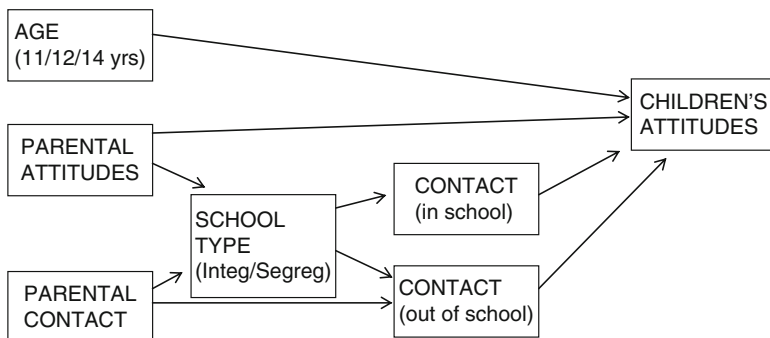 AGE
(11/12/14 yrs)
CHILDREN'S
ATTITUDES
PARENTAL
ATTITUDES
CONTACT
(in school)
SCHOOL
TYPE
(Integ/Segreg)
PARENTAL
CONTACT
CONTACT
(out of school)